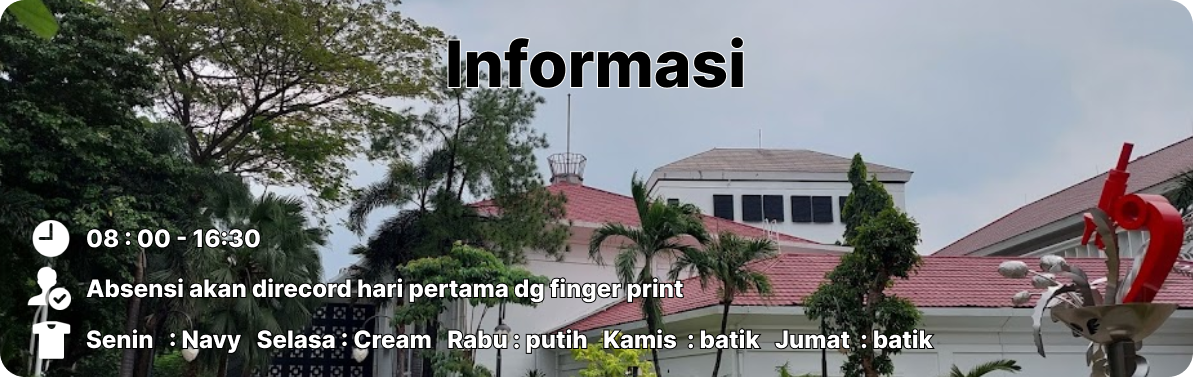 Informasi
08 : 00 - 16:30
Absensi akan direcord hari pertama dg finger print
Senin : Navy Selasa : Cream Rabu : putih Kamis : batik Jumat : batik